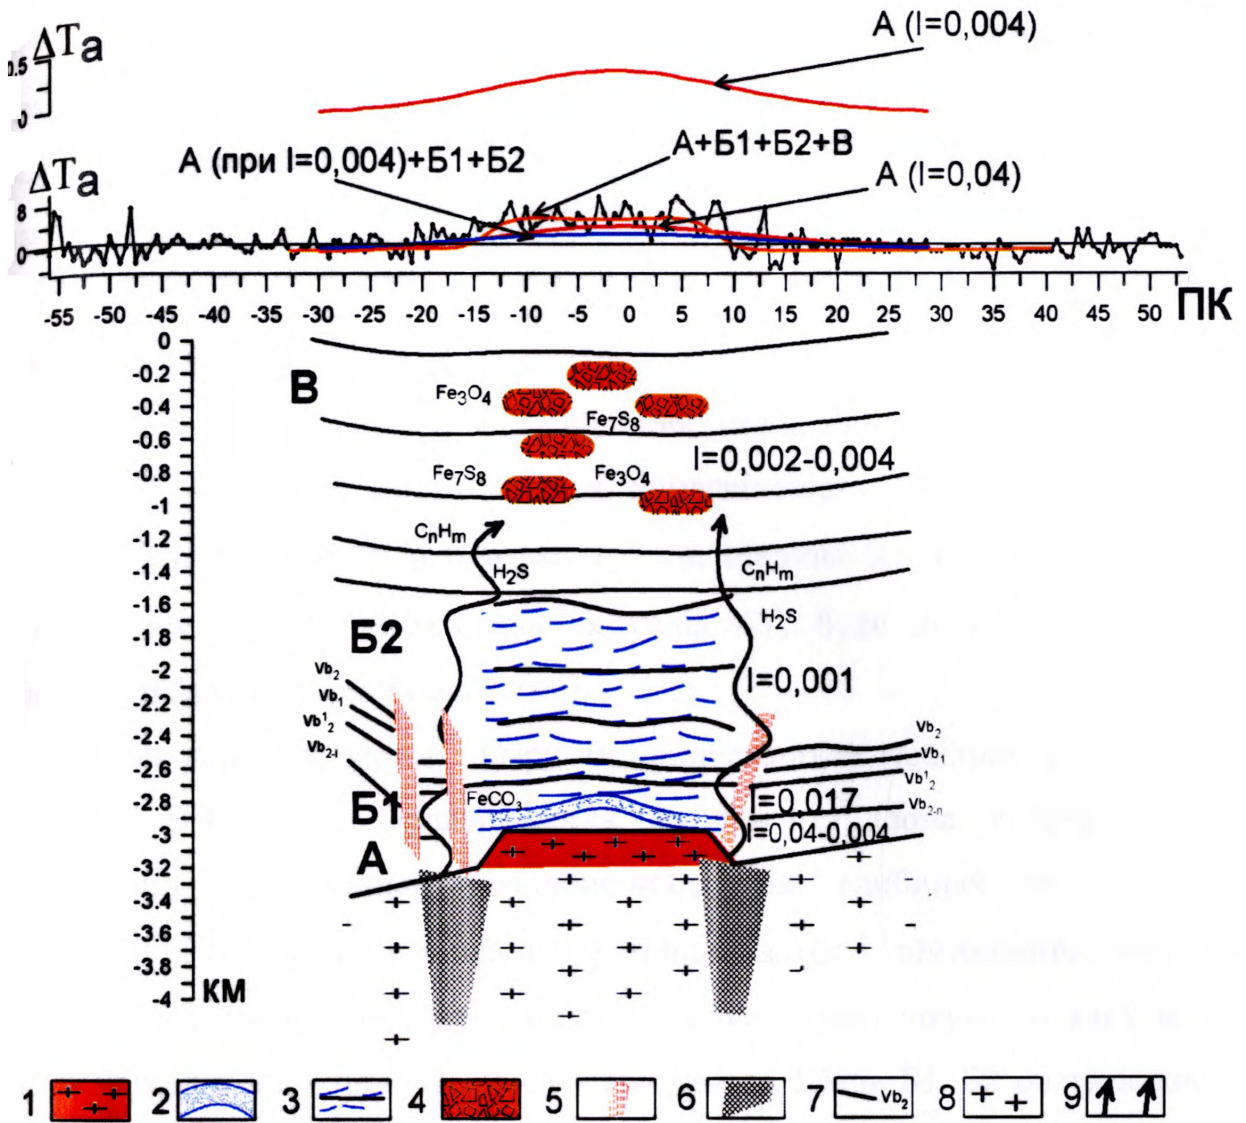 A (I=0,004)
ΔTa
0.5
0
A (при I=0,004)+Б1+Б2
А+Б1+Б2+В
A (I=0,04)
ΔTa
8
0
-55 -50 -45 -40 -35 -30 -25 -20 -15 -10 -5 0 5 10 15 20 25 30 35 40 45 50 ПК
0
-0.2
-0.4
-0.6
-0.8
-1
-1.2
-1.4
-1.6
-1.8
-2
-2.2
-2.4
-2.6
-2.8
-3
-3.2
-3.4
-3.6
-3.8
-4 КМ
В
Fe₃O₄
Fe₇S₈
I=0,002-0,004
Fe₇S₈ Fe₃O₄
CnHm
H₂S
CnHm
H₂S
Б2
I=0,001
Vb₂
Vb₁
Vb¹₂
Vb₂₋ᵢ
Vb₂
Vb₁
Vb¹₂
Vb₂₋ₙ
Б1
FeCO₃
I=0,017
I=0,04-0,004
А
1 2 3 4 5 6 7 Vb₂ 8 9